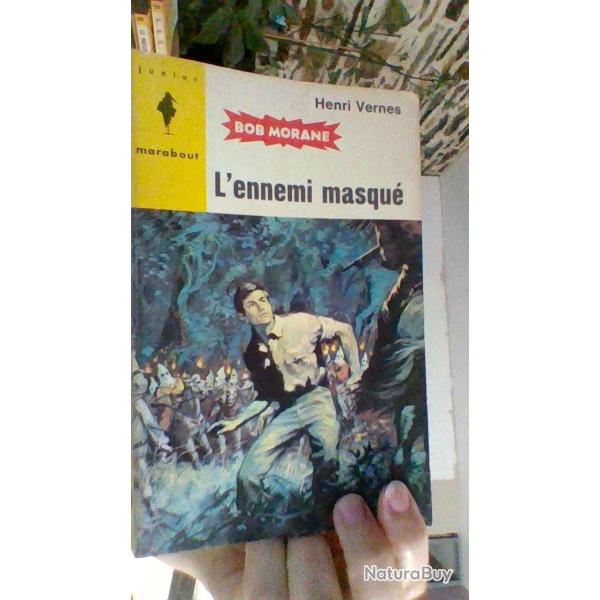 junior
marabout
Henri Vernes
BOB MORANE
L'ennemi masqué
NaturaBuy